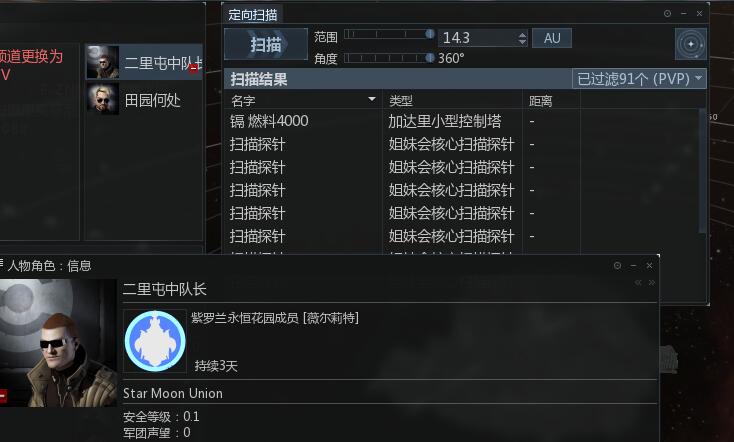 定向扫描
频道更换为
V
二里屯中队长
田园何处
扫描
范围
14.3
AU
角度
360°
扫描结果
已过滤91个 (PVP)
名字
类型
距离
镉 燃料4000 加达里小型控制塔 -
扫描探针 姐妹会核心扫描探针 -
扫描探针 姐妹会核心扫描探针 -
扫描探针 姐妹会核心扫描探针 -
扫描探针 姐妹会核心扫描探针 -
扫描探针 姐妹会核心扫描探针 -
人物角色：信息
二里屯中队长
紫罗兰永恒花园成员 [薇尔莉特]
持续3天
Star Moon Union
安全等级：0.1
军团声望：0